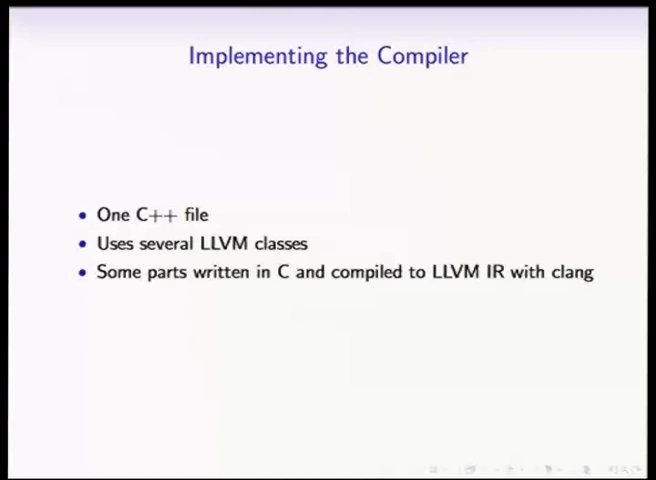 Implementing the Compiler
One C++ file
Uses several LLVM classes
Some parts written in C and compiled to LLVM IR with clang